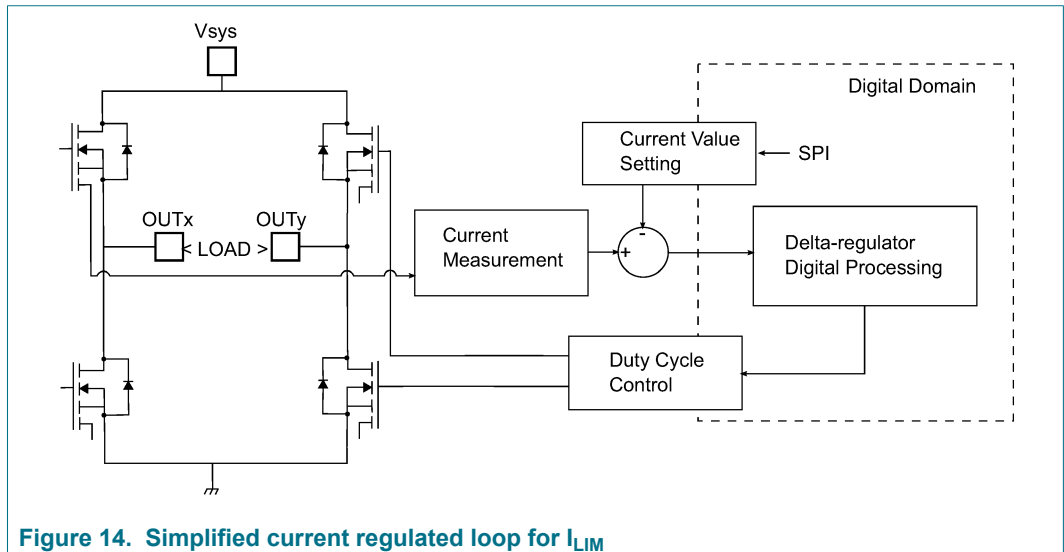 Vsys
Digital Domain
Current Value
Setting
SPI
OUTx
OUTy
< LOAD >
Current
Measurement
-
+
Delta-regulator
Digital Processing
Duty Cycle
Control
Figure 14. Simplified current regulated loop for ILIM